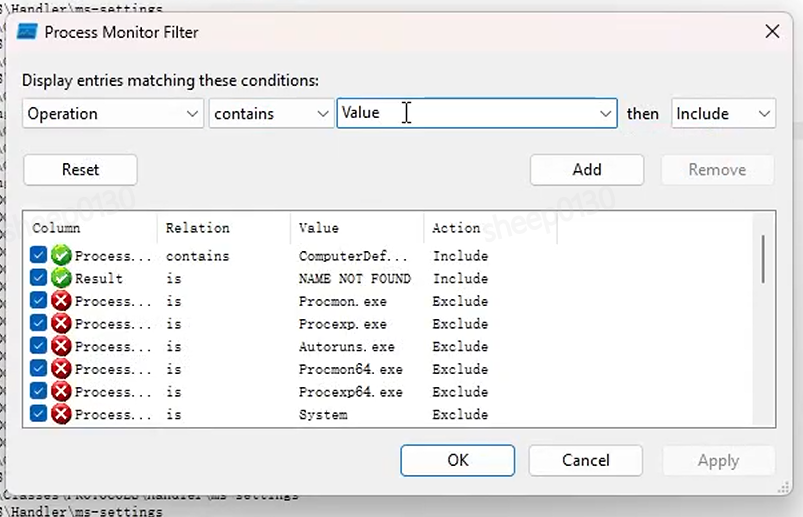 \Handler\ms-settings
Process Monitor Filter
Display entries matching these conditions:
Operation contains Value then Include
Reset Add Remove
sheep0130 sheep0130
Column Relation Value Action
Process... contains ComputerDef... Include
Result is NAME NOT FOUND Include
Process... is Procmon.exe Exclude
Process... is Procexp.exe Exclude
Process... is Autoruns.exe Exclude
Process... is Procmon64.exe Exclude
Process... is Procexp64.exe Exclude
Process... is System Exclude
OK Cancel Apply
\Classes\PROTOCOLS\Handler\ms-settings
\Handler\ms-settings